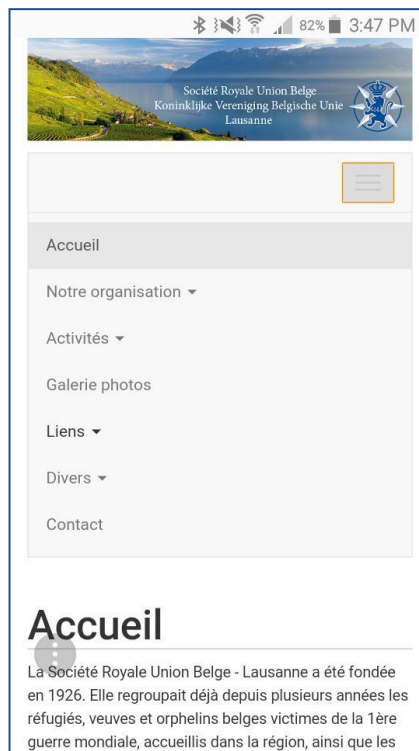 82% 3:47 PM
Société Royale Union Belge
Koninklijke Vereniging Belgische Unie
Lausanne
Accueil
Notre organisation
Activités
Galerie photos
Liens
Divers
Contact
Accueil
La Société Royale Union Belge - Lausanne a été fondée
en 1926. Elle regroupait déjà depuis plusieurs années les
réfugiés, veuves et orphelins belges victimes de la 1ère
guerre mondiale, accueillis dans la région, ainsi que les